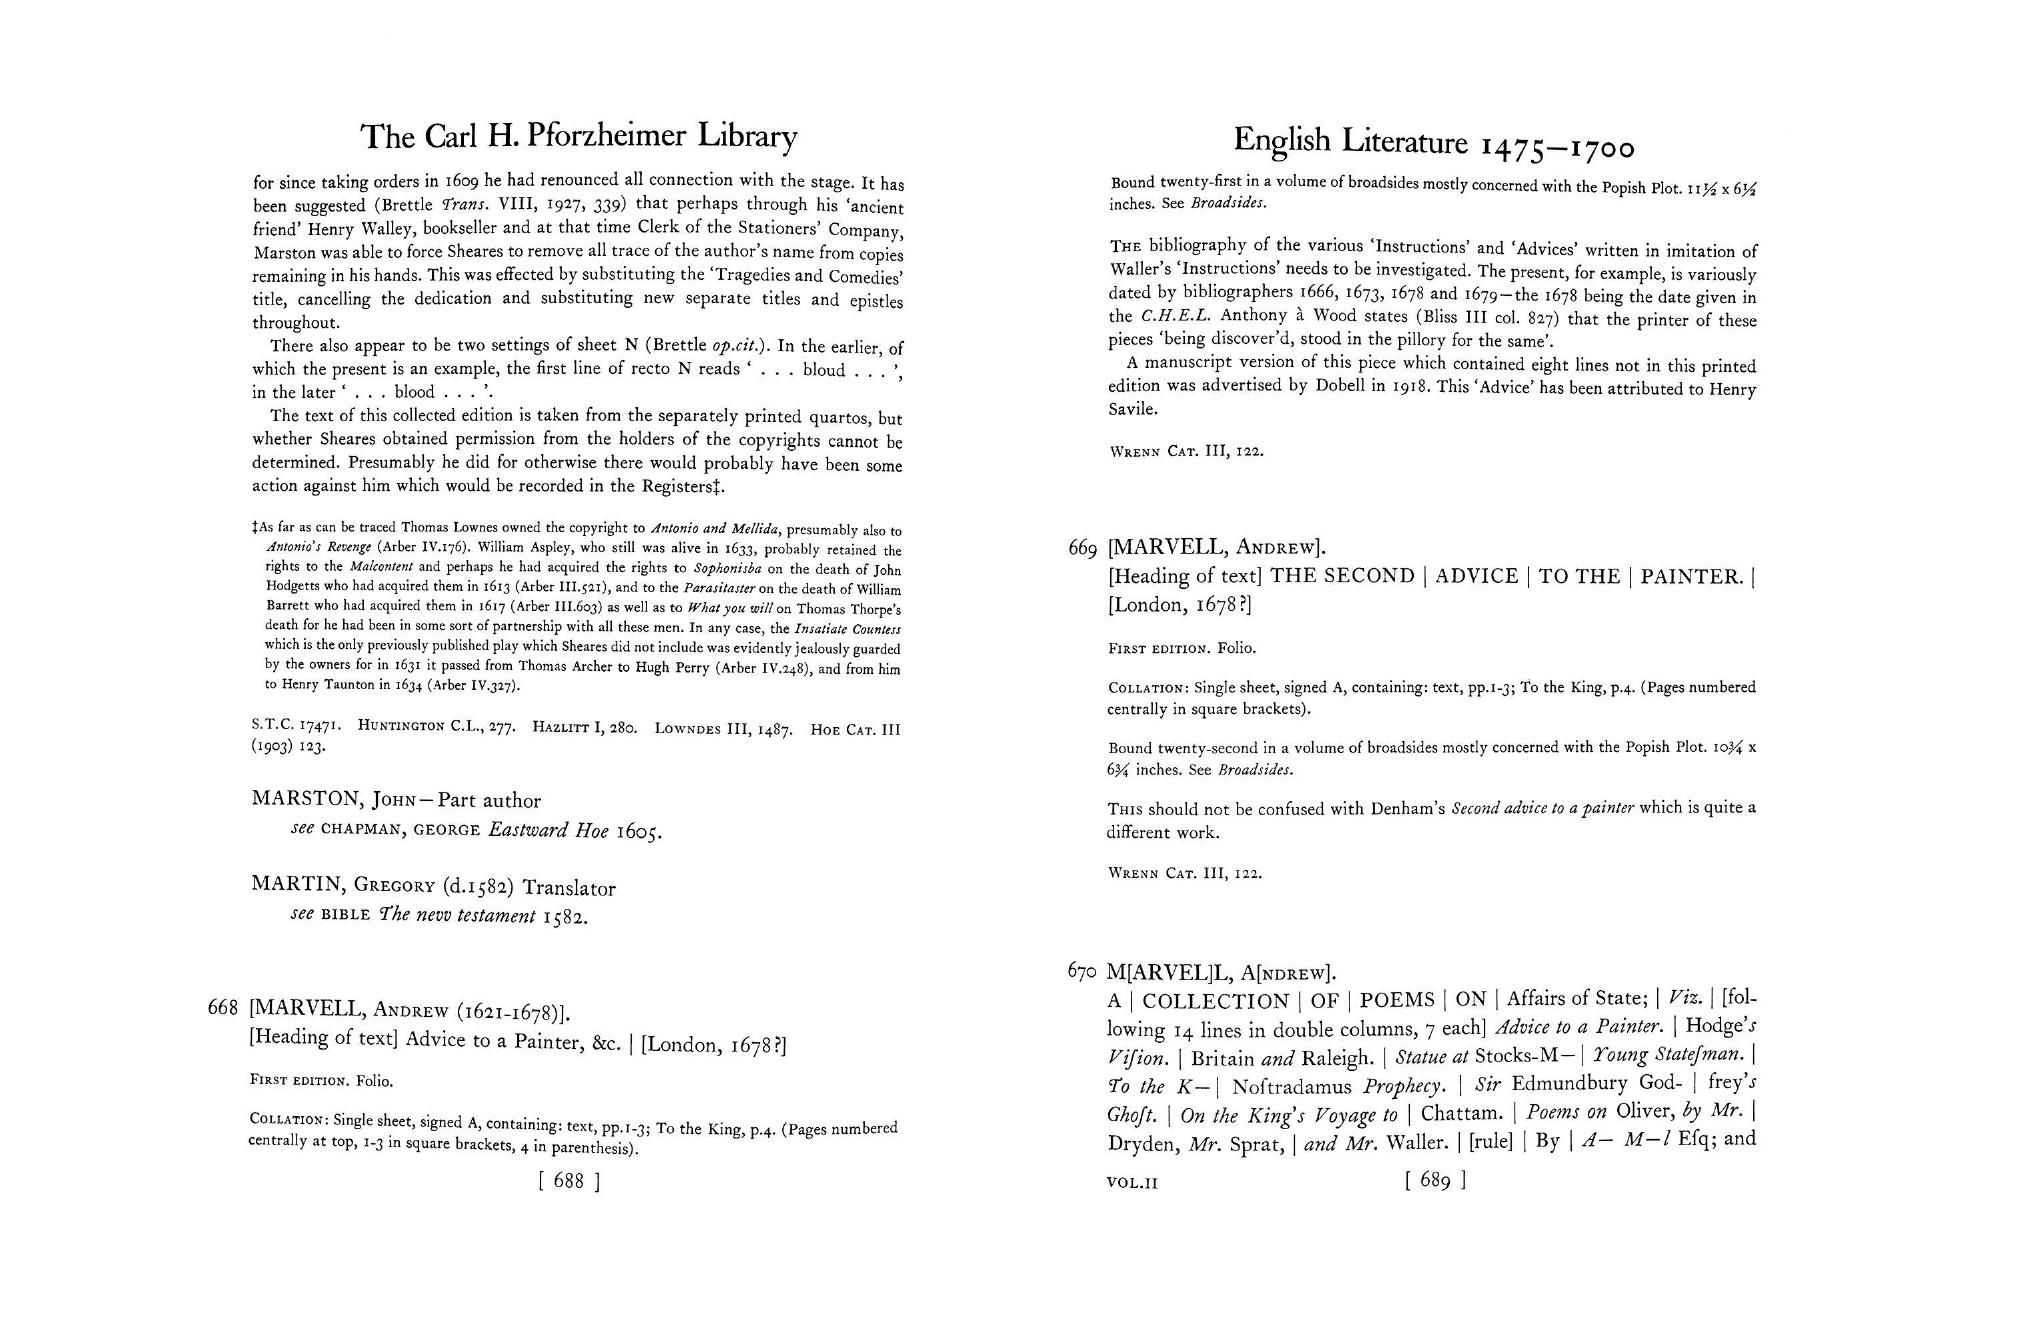 The Carl H. Pforzheimer Library
for since taking orders in 1609 he had renounced all connection with the stage. It has
been suggested (Brettle Trans. VIII, 1927, 339) that perhaps through his ‘ancient
friend’ Henry Walley, bookseller and at that time Clerk of the Stationers’ Company,
Marston was able to force Sheares to remove all trace of the author’s name from copies
remaining in his hands. This was effected by substituting the ‘Tragedies and Comedies’
title, cancelling the dedication and substituting new separate titles and epistles
throughout.
There also appear to be two settings of sheet N (Brettle op.cit.). In the earlier, of
which the present is an example, the first line of recto N reads ‘ . . . bloud . . . ’,
in the later ‘ . . . blood . . . ’.
The text of this collected edition is taken from the separately printed quartos, but
whether Sheares obtained permission from the holders of the copyrights cannot be
determined. Presumably he did for otherwise there would probably have been some
action against him which would be recorded in the Registers‡.
‡As far as can be traced Thomas Lownes owned the copyright to Antonio and Mellida, presumably also to
Antonio’s Revenge (Arber IV.176). William Aspley, who still was alive in 1633, probably retained the
rights to the Malcontent and perhaps he had acquired the rights to Sophonisba on the death of John
Hodgetts who had acquired them in 1613 (Arber III.521), and to the Parasitaster on the death of William
Barrett who had acquired them in 1617 (Arber III.603) as well as to What you will on Thomas Thorpe’s
death for he had been in some sort of partnership with all these men. In any case, the Insatiate Countess
which is the only previously published play which Sheares did not include was evidently jealously guarded
by the owners for in 1631 it passed from Thomas Archer to Hugh Perry (Arber IV.248), and from him
to Henry Taunton in 1634 (Arber IV.327).
S.T.C. 17471. Huntington C.L., 277. Hazlitt I, 280. Lowndes III, 1487. Hoe Cat. III
(1903) 123.
MARSTON, John—Part author
see CHAPMAN, GEORGE Eastward Hoe 1605.
MARTIN, Gregory (d.1582) Translator
see BIBLE The nevv testament 1582.
668 [MARVELL, Andrew (1621-1678)].
[Heading of text] Advice to a Painter, &c. | [London, 1678?]
First edition. Folio.
Collation: Single sheet, signed A, containing: text, pp.1-3; To the King, p.4. (Pages numbered
centrally at top, 1-3 in square brackets, 4 in parenthesis).
[ 688 ]
English Literature 1475—1700
Bound twenty-first in a volume of broadsides mostly concerned with the Popish Plot. 11½ x 6½
inches. See Broadsides.
The bibliography of the various ‘Instructions’ and ‘Advices’ written in imitation of
Waller’s ‘Instructions’ needs to be investigated. The present, for example, is variously
dated by bibliographers 1666, 1673, 1678 and 1679—the 1678 being the date given in
the C.H.E.L. Anthony à Wood states (Bliss III col. 827) that the printer of these
pieces ‘being discover’d, stood in the pillory for the same’.
A manuscript version of this piece which contained eight lines not in this printed
edition was advertised by Dobell in 1918. This ‘Advice’ has been attributed to Henry
Savile.
Wrenn Cat. III, 122.
669 [MARVELL, Andrew].
[Heading of text] THE SECOND | ADVICE | TO THE | PAINTER. |
[London, 1678?]
First edition. Folio.
Collation: Single sheet, signed A, containing: text, pp.1-3; To the King, p.4. (Pages numbered
centrally in square brackets).
Bound twenty-second in a volume of broadsides mostly concerned with the Popish Plot. 10¾ x
6¾ inches. See Broadsides.
This should not be confused with Denham’s Second advice to a painter which is quite a
different work.
Wrenn Cat. III, 122.
670 M[ARVEL]L, A[ndrew].
A | COLLECTION | OF | POEMS | ON | Affairs of State; | Viz. | [fol-
lowing 14 lines in double columns, 7 each] Advice to a Painter. | Hodge’s
Viſion. | Britain and Raleigh. | Statue at Stocks-M— | Young Stateſman. |
To the K— | Noſtradamus Prophecy. | Sir Edmundbury God- | frey’s
Ghoſt. | On the King’s Voyage to | Chattam. | Poems on Oliver, by Mr. |
Dryden, Mr. Sprat, | and Mr. Waller. | [rule] | By | A— M—l Eſq; and
VOL.II [ 689 ]